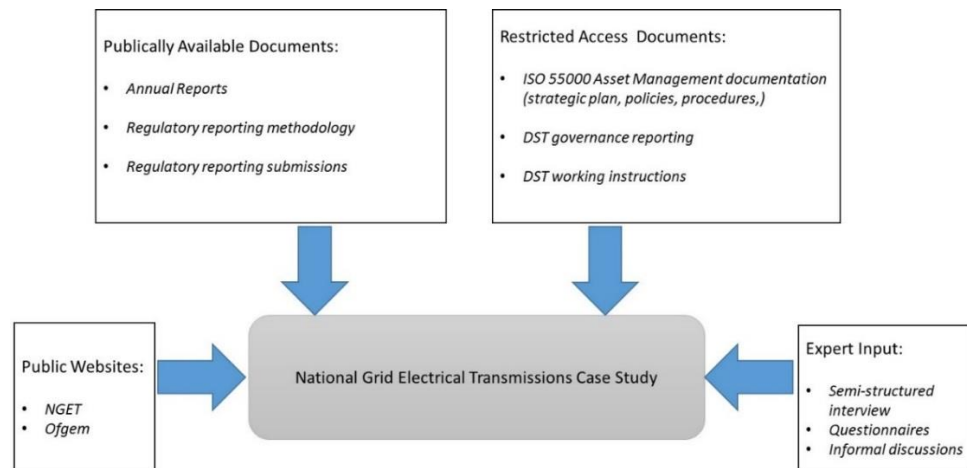 Publically Available Documents:
• Annual Reports
• Regulatory reporting methodology
• Regulatory reporting submissions
Restricted Access Documents:
• ISO 55000 Asset Management documentation
(strategic plan, policies, procedures,)
• DST governance reporting
• DST working instructions
Public Websites:
• NGET
• Ofgem
National Grid Electrical Transmissions Case Study
Expert Input:
• Semi-structured
interview
• Questionnaires
• Informal discussions